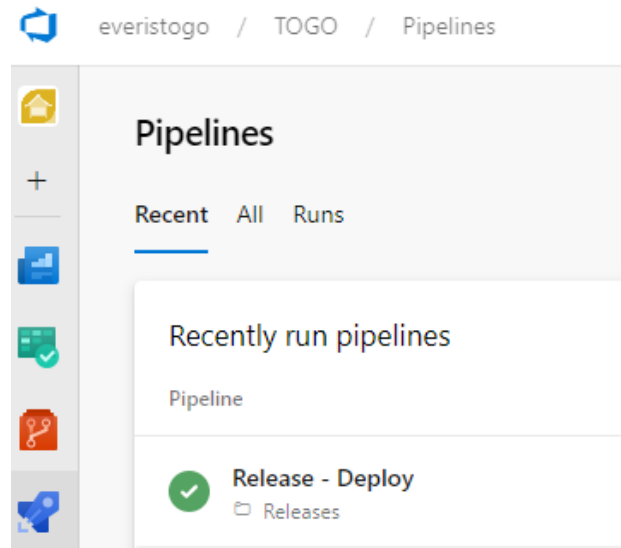 everistogo / TOGO / Pipelines
Pipelines
Recent All Runs
Recently run pipelines
Pipeline
Release - Deploy
Releases